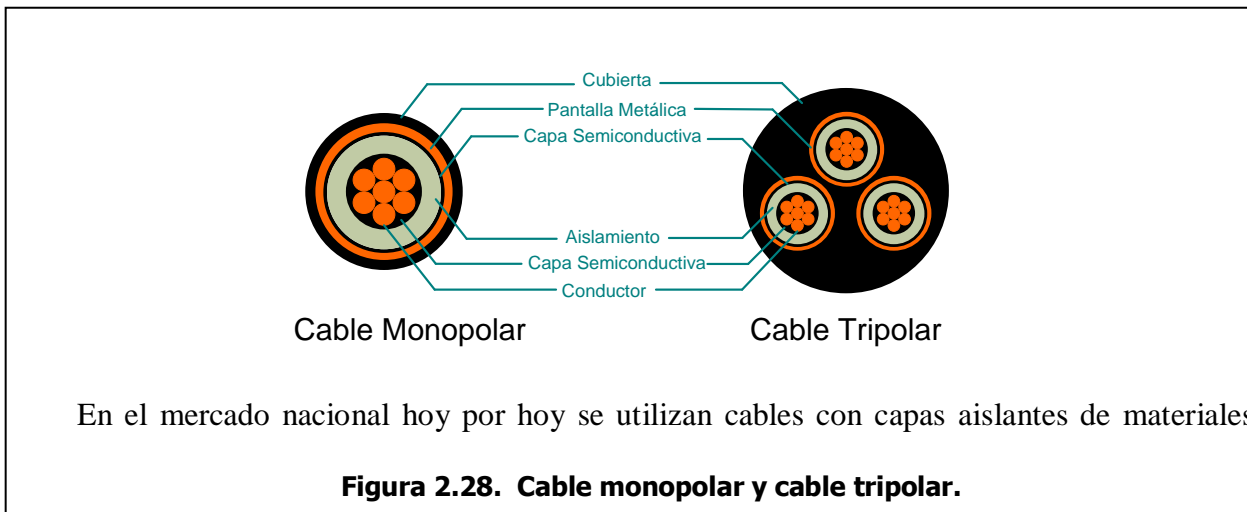 Cubierta
Pantalla Metálica
Capa Semiconductiva
Aislamiento
Capa Semiconductiva
Conductor
Cable Monopolar Cable Tripolar
En el mercado nacional hoy por hoy se utilizan cables con capas aislantes de materiales
Figura 2.28. Cable monopolar y cable tripolar.